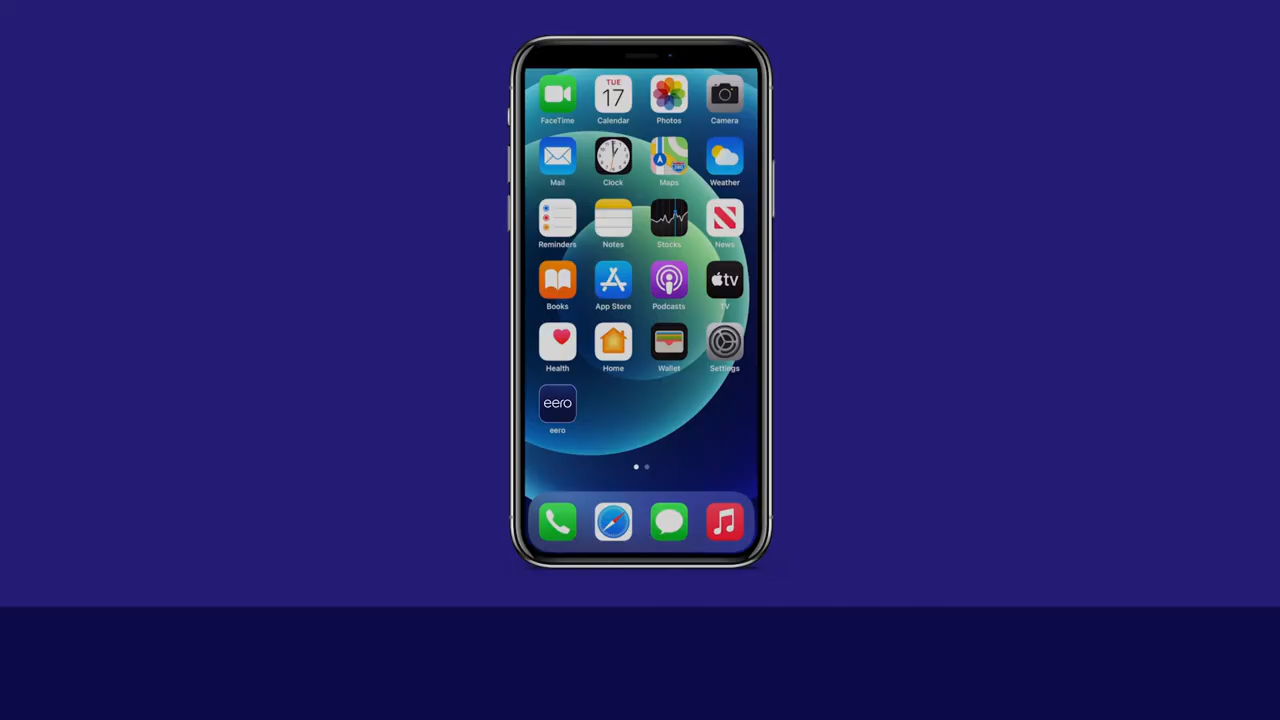 TUE
17
FaceTime Calendar Photos Camera
Mail Clock Maps Weather
Reminders Notes Stocks News
tv
Books App Store Podcasts TV
Health Home Wallet Settings
eero
eero